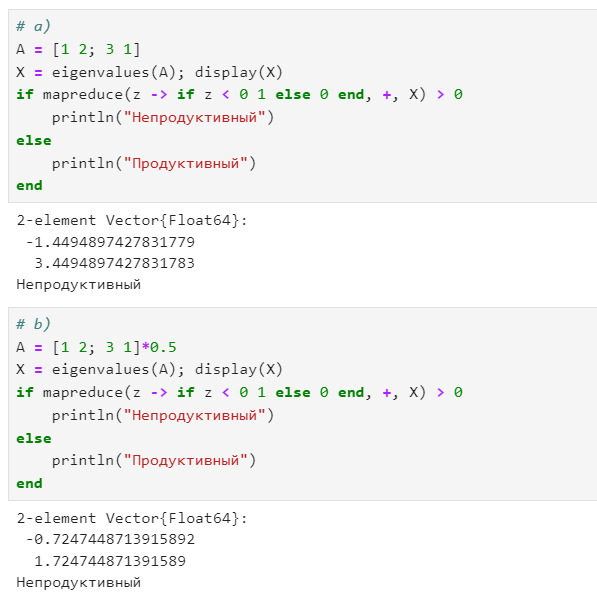 # a)
A = [1 2; 3 1]
X = eigenvalues(A); display(X)
if mapreduce(z -> if z < 0 1 else 0 end, +, X) > 0
    println("Непродуктивный")
else
    println("Продуктивный")
end
2-element Vector{Float64}:
 -1.4494897427831779
  3.4494897427831783
Непродуктивный
# b)
A = [1 2; 3 1]*0.5
X = eigenvalues(A); display(X)
if mapreduce(z -> if z < 0 1 else 0 end, +, X) > 0
    println("Непродуктивный")
else
    println("Продуктивный")
end
2-element Vector{Float64}:
 -0.7247448713915892
  1.724744871391589
Непродуктивный